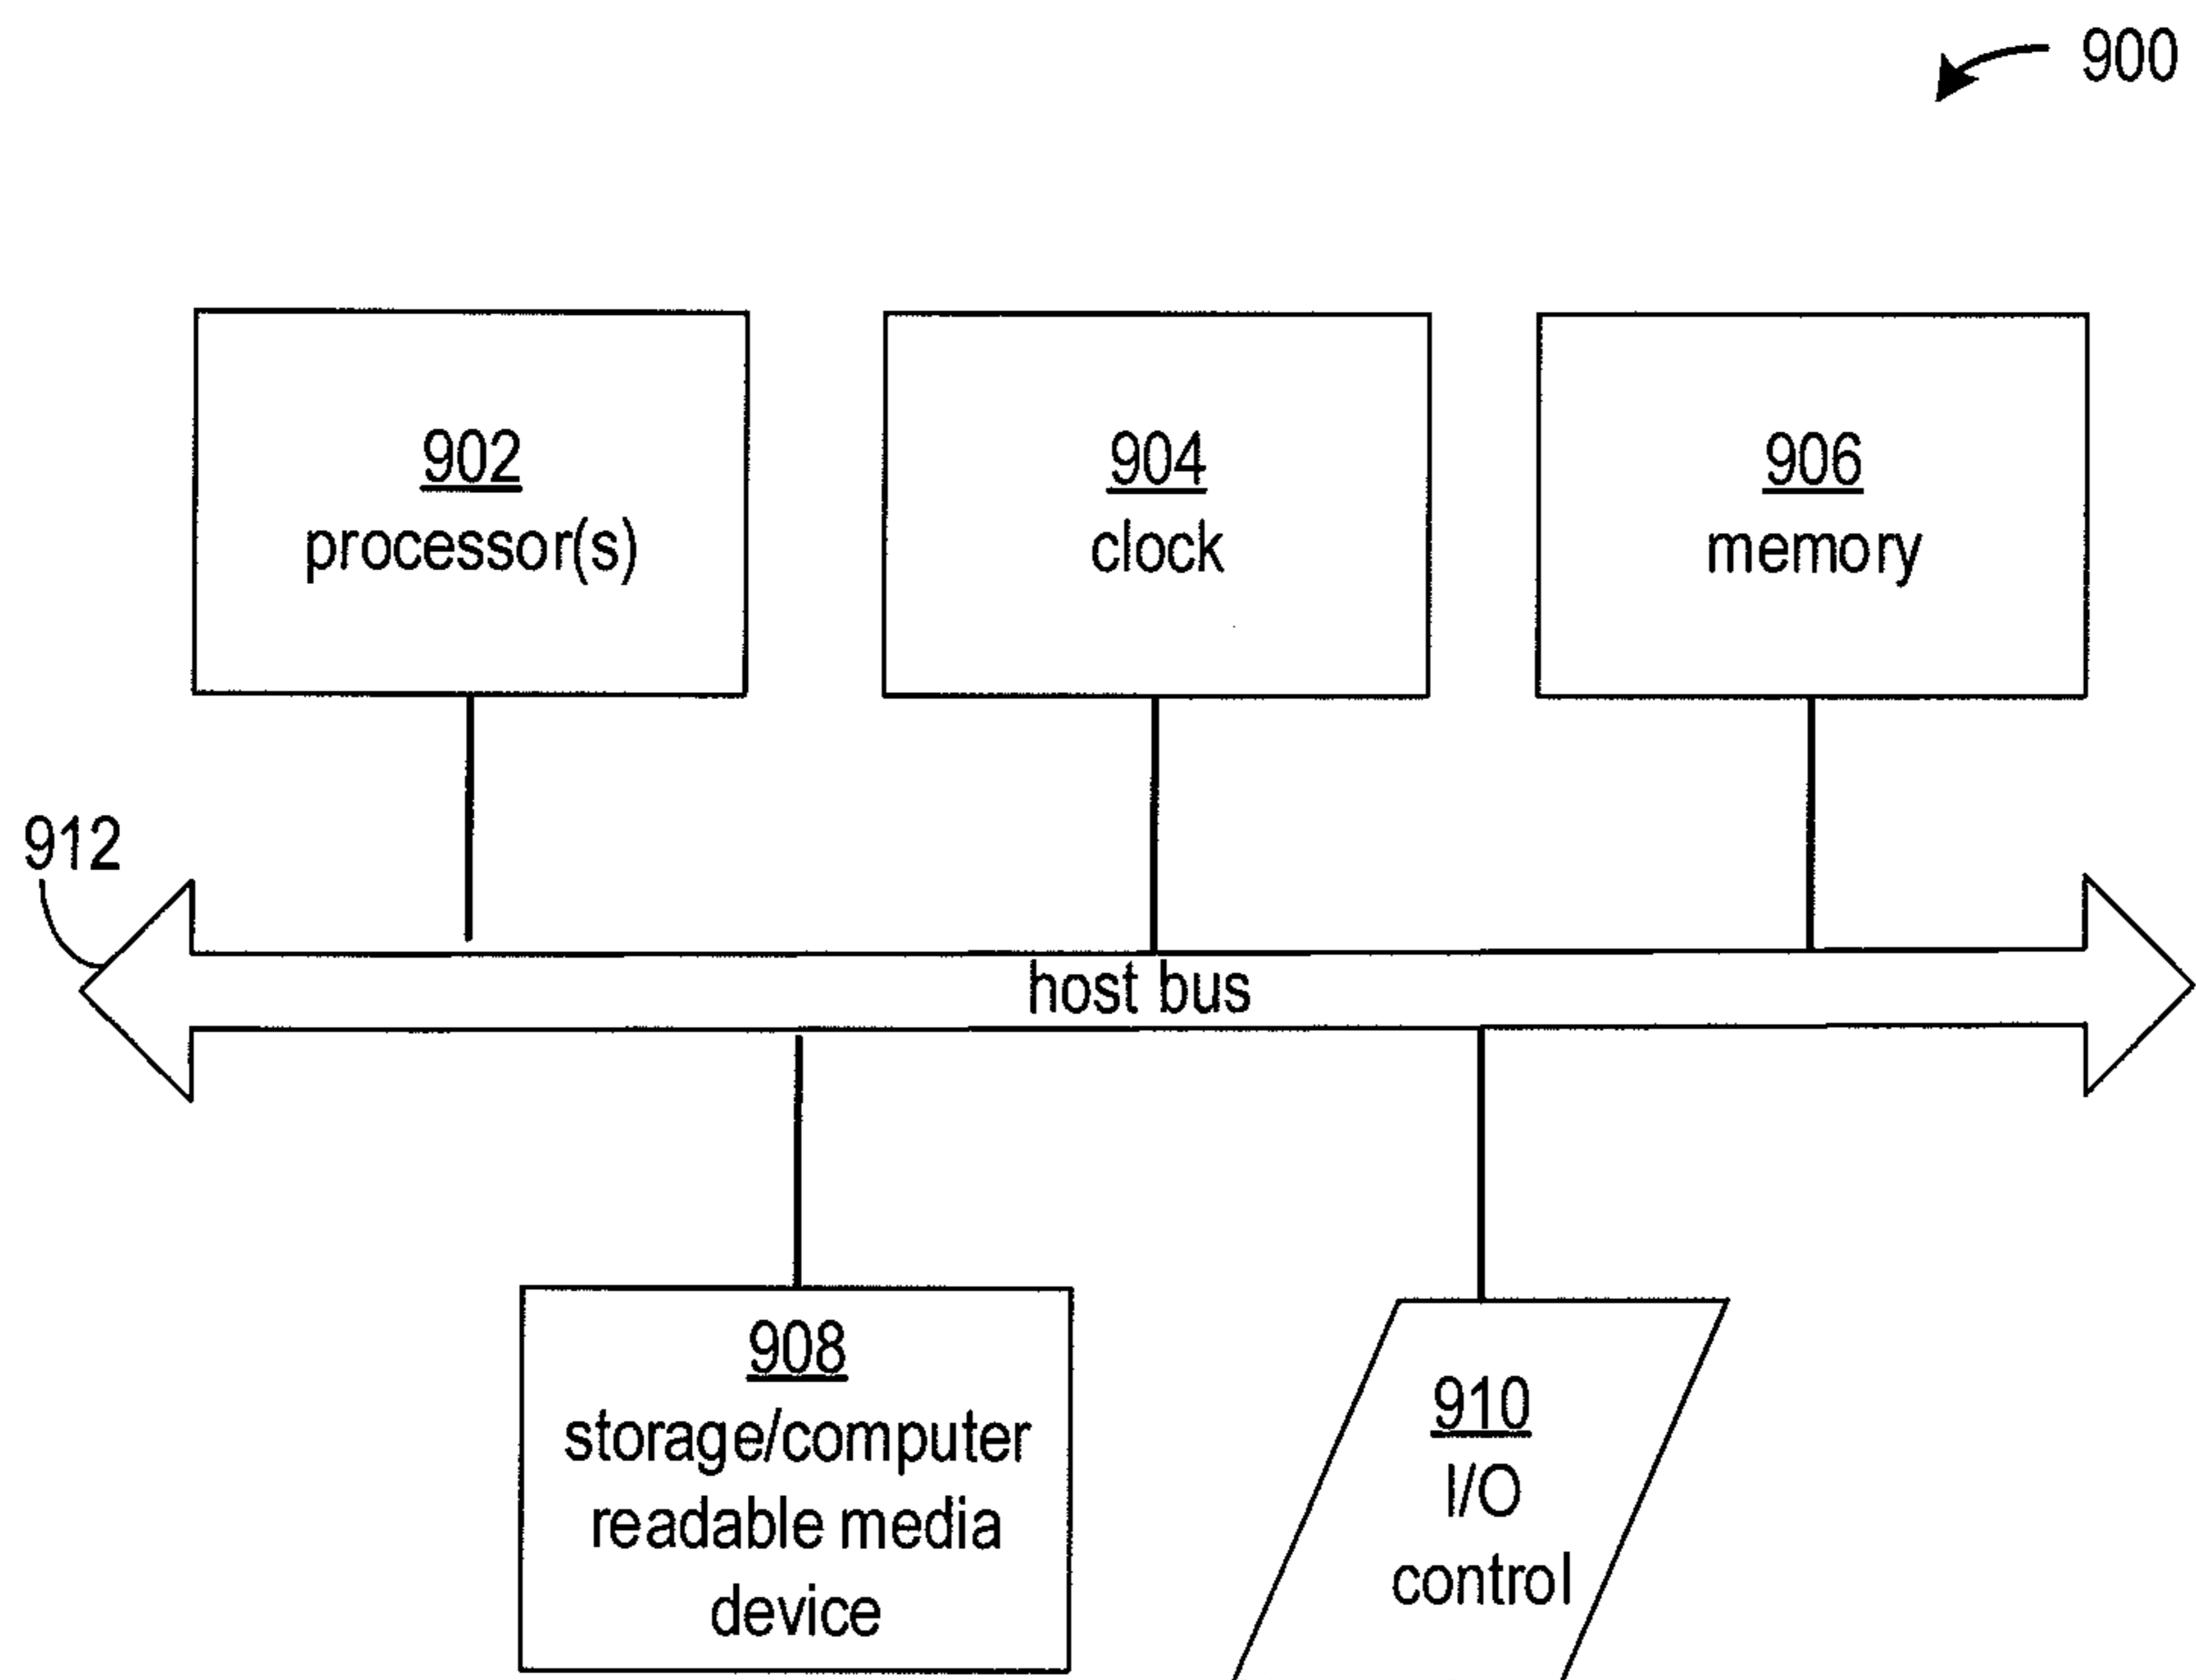 900
902
processor(s)
904
clock
906
memory
912
host bus
908
storage/computer
readable media
device
910
I/O
control